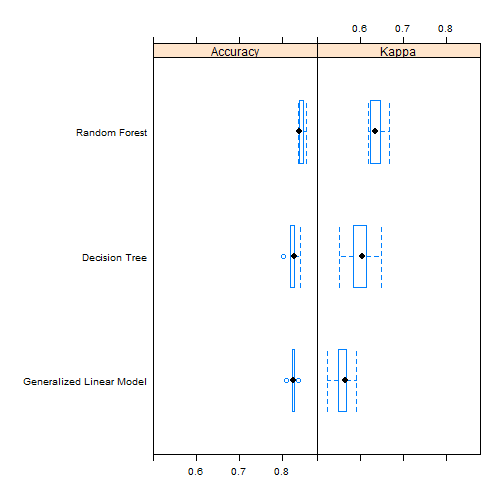 0.6 0.7 0.8
Accuracy Kappa
Random Forest
Decision Tree
Generalized Linear Model
0.6 0.7 0.8